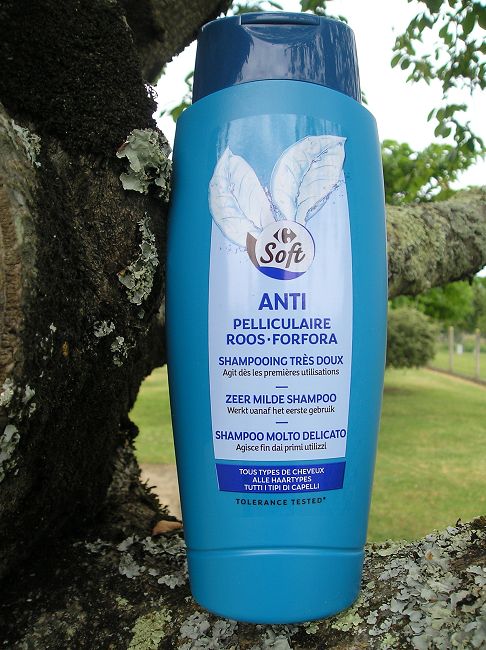 Soft
ANTI
PELLICULAIRE
ROOS·FORFORA
SHAMPOOING TRÈS DOUX
Agit dès les premières utilisations
ZEER MILDE SHAMPOO
Werkt vanaf het eerste gebruik
SHAMPOO MOLTO DELICATO
Agisce fin dai primi utilizzi
TOUS TYPES DE CHEVEUX
ALLE HAARTYPES
TUTTI I TIPI DI CAPELLI
TOLERANCE TESTED*